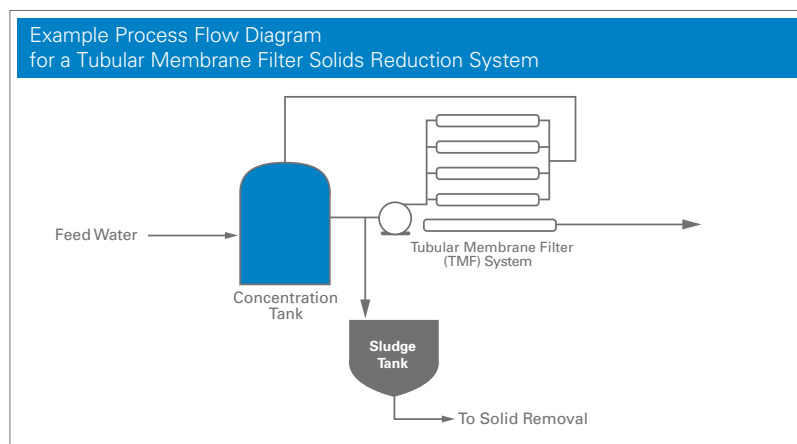 Example Process Flow Diagram
for a Tubular Membrane Filter Solids Reduction System
Feed Water
Concentration
Tank
Tubular Membrane Filter
(TMF) System
Sludge
Tank
To Solid Removal